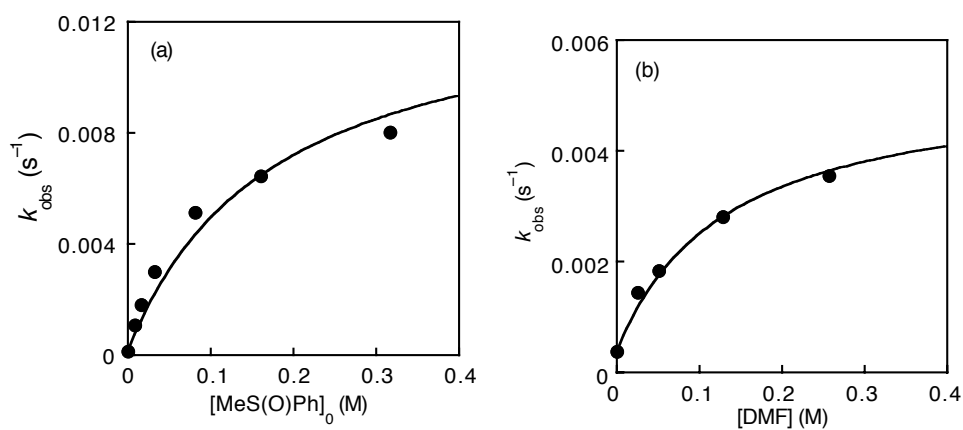 (a)
0.012
0.008
0.004
0
k_obs (s⁻¹)
0 0.1 0.2 0.3 0.4
[MeS(O)Ph]₀ (M)
(b)
0.006
0.004
0.002
0
k_obs (s⁻¹)
0 0.1 0.2 0.3 0.4
[DMF] (M)